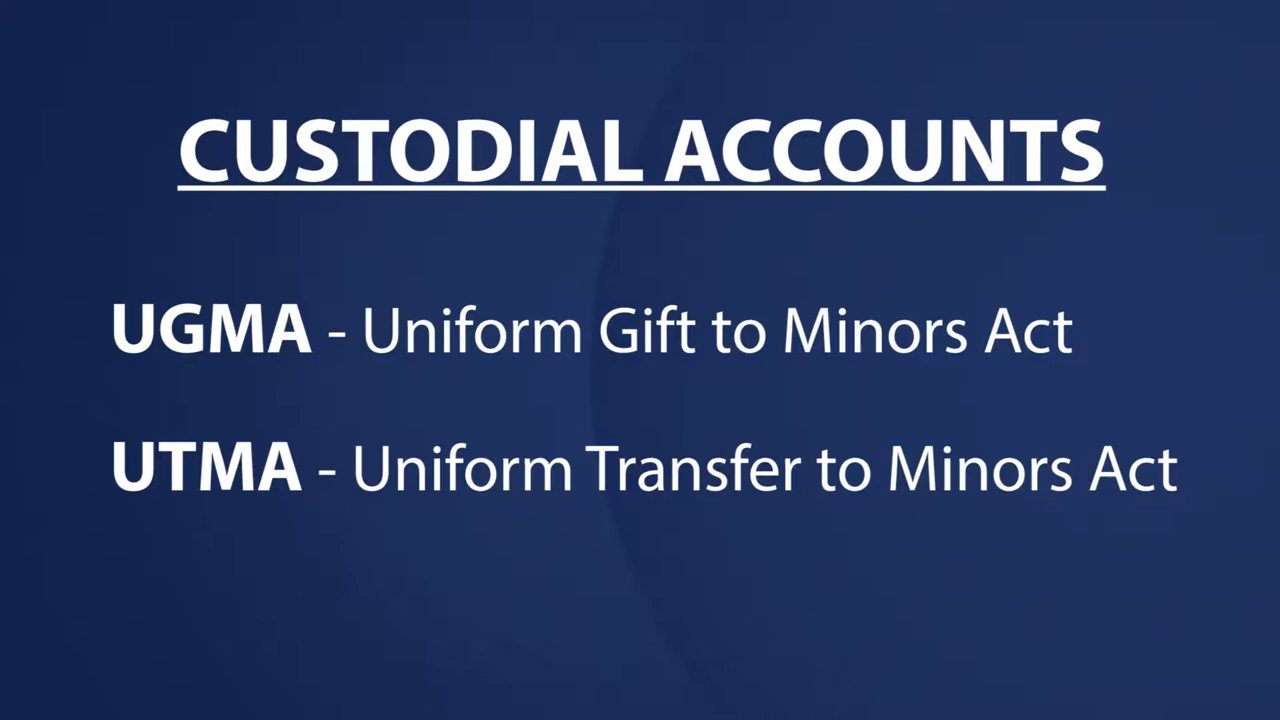 CUSTODIAL ACCOUNTS
UGMA - Uniform Gift to Minors Act
UTMA - Uniform Transfer to Minors Act